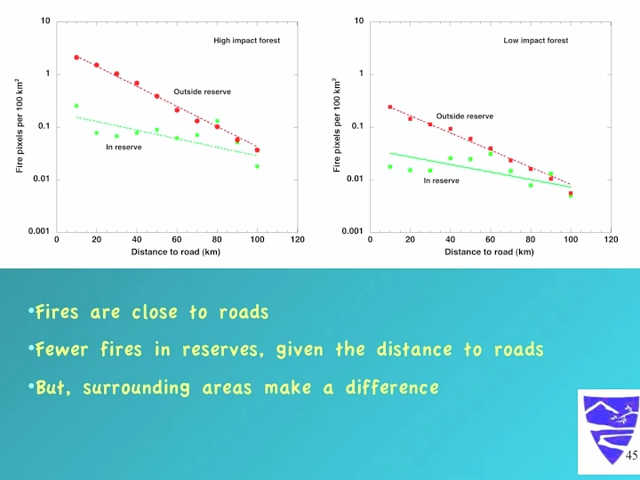 10
1
0.1
0.01
0.001
Fire pixels per 100 km²
High impact forest
Outside reserve
In reserve
0 20 40 60 80 100 120
Distance to road (km)
10
1
0.1
0.01
0.001
Fire pixels per 100 km²
Low impact forest
Outside reserve
In reserve
0 20 40 60 80 100 120
Distance to road (km)
•Fires are close to roads
•Fewer fires in reserves, given the distance to roads
•But, surrounding areas make a difference
45